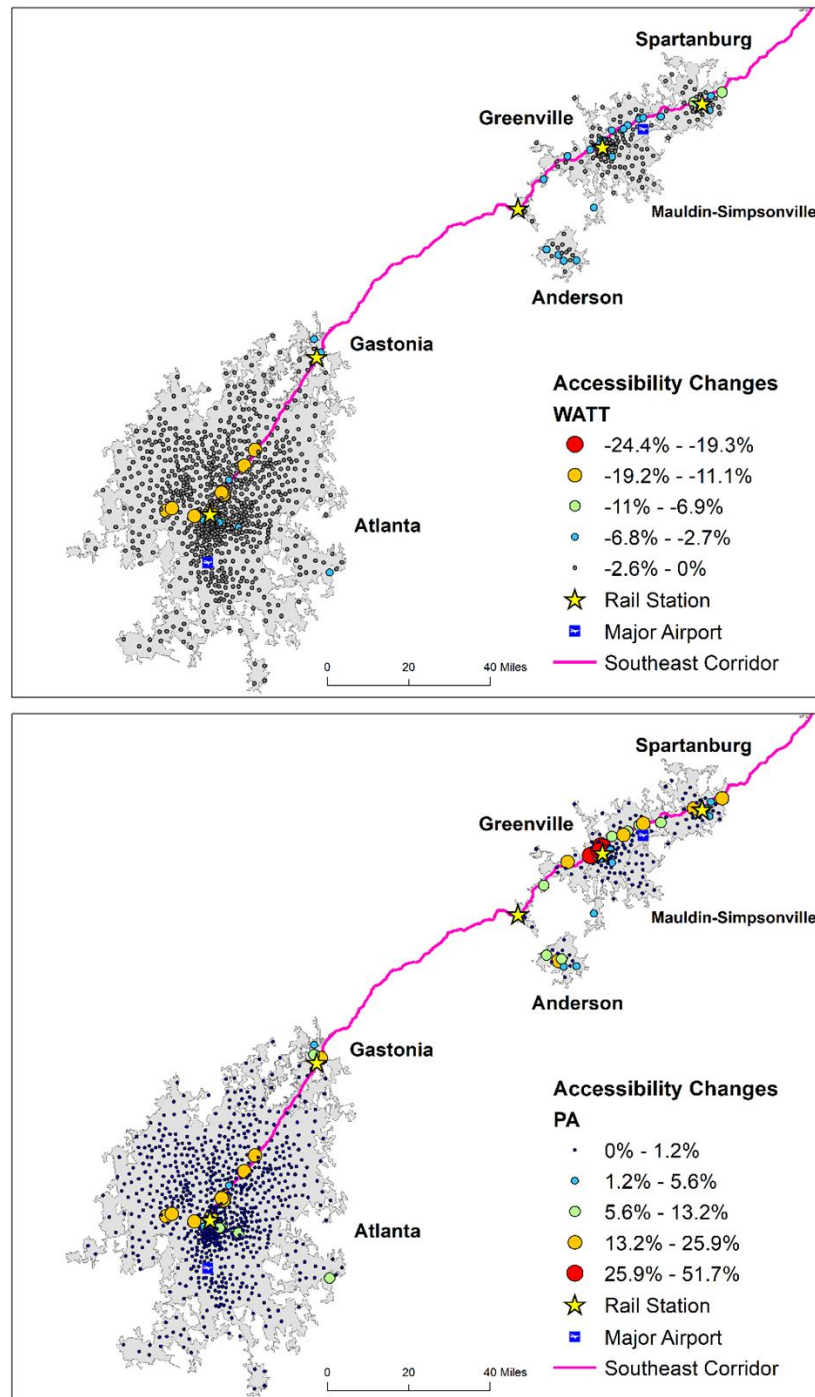 Spartanburg
Greenville
Mauldin-Simpsonville
Anderson
Gastonia
Atlanta
Accessibility Changes
WATT
-24.4% - -19.3%
-19.2% - -11.1%
-11% - -6.9%
-6.8% - -2.7%
-2.6% - 0%
Rail Station
Major Airport
Southeast Corridor
0 20 40 Miles
Spartanburg
Greenville
Mauldin-Simpsonville
Anderson
Gastonia
Atlanta
Accessibility Changes
PA
0% - 1.2%
1.2% - 5.6%
5.6% - 13.2%
13.2% - 25.9%
25.9% - 51.7%
Rail Station
Major Airport
Southeast Corridor
0 20 40 Miles